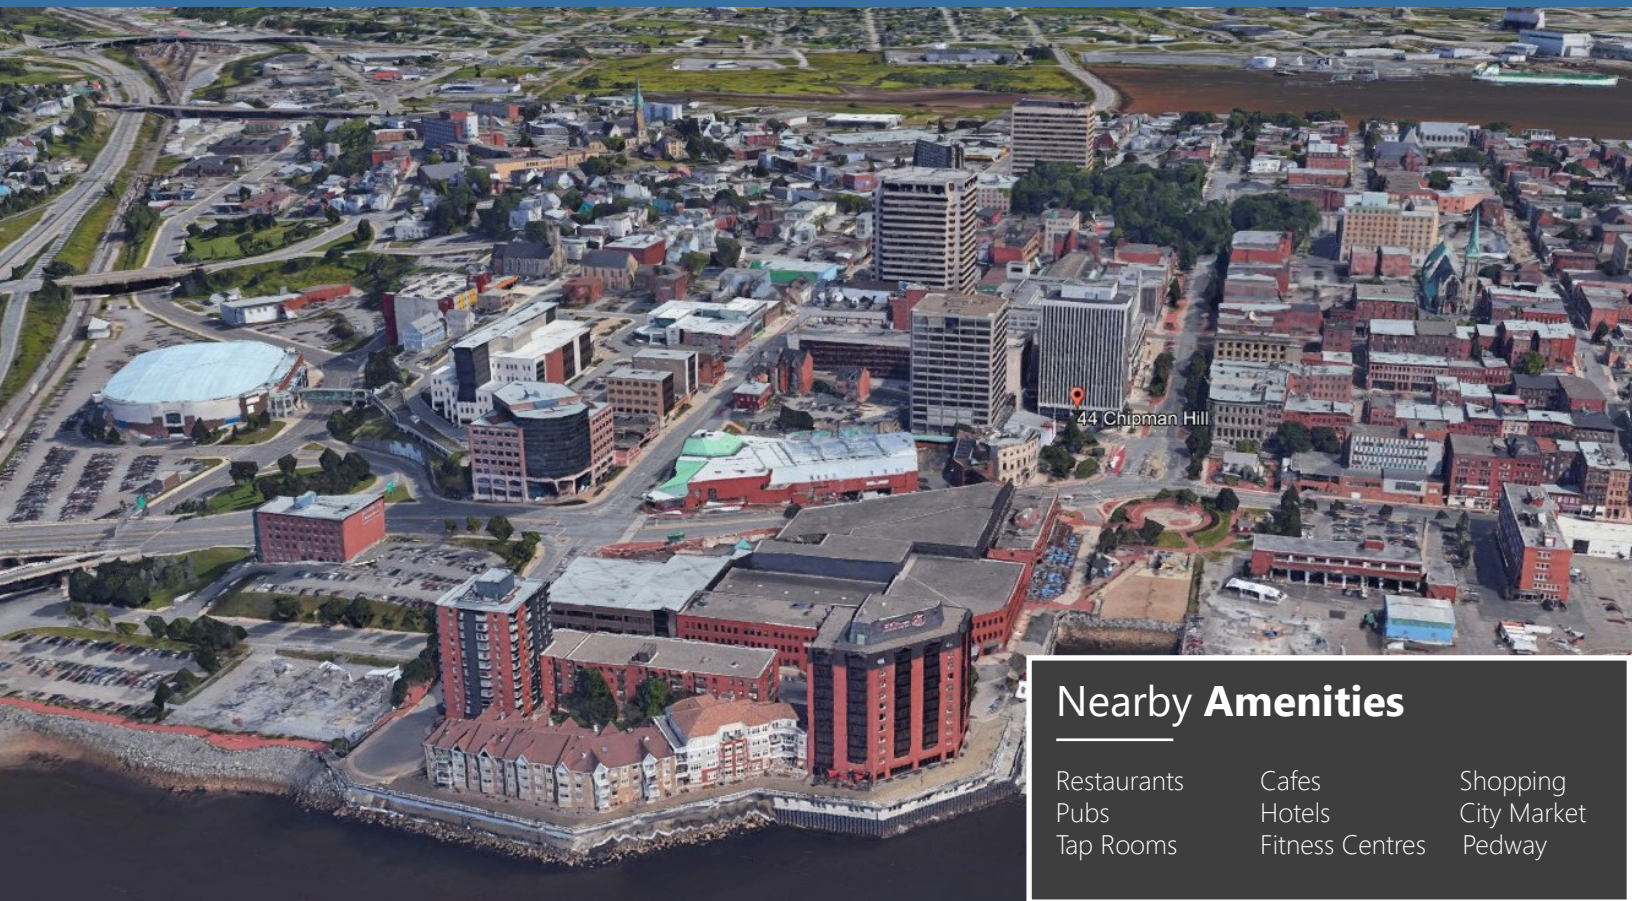 44 Chipman Hill
Nearby Amenities
Restaurants Cafes Shopping
Pubs Hotels City Market
Tap Rooms Fitness Centres Pedway